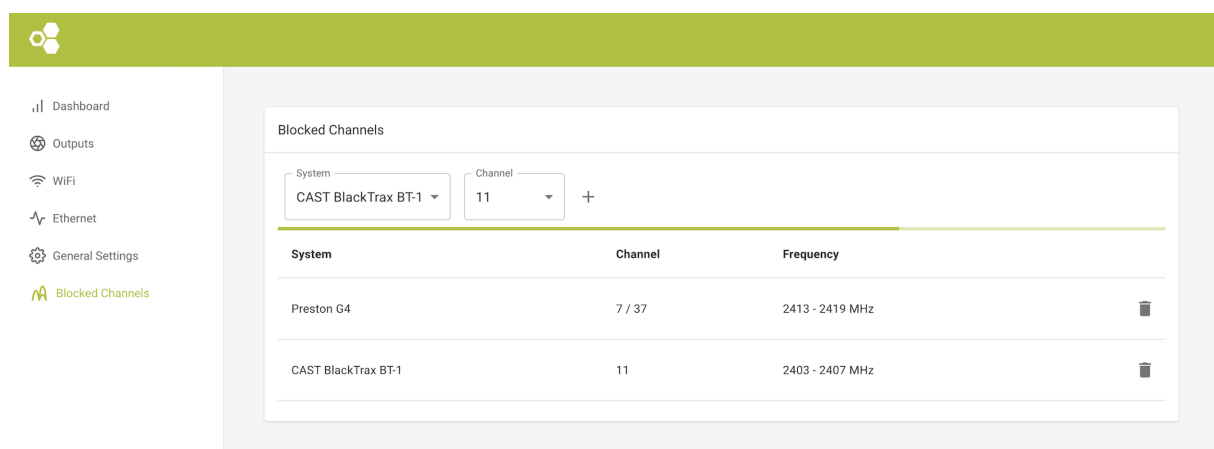 Dashboard
Outputs
WiFi
Ethernet
General Settings
Blocked Channels
Blocked Channels
System Channel
CAST BlackTrax BT-1 11
System Channel Frequency
Preston G4 7 / 37 2413 - 2419 MHz
CAST BlackTrax BT-1 11 2403 - 2407 MHz